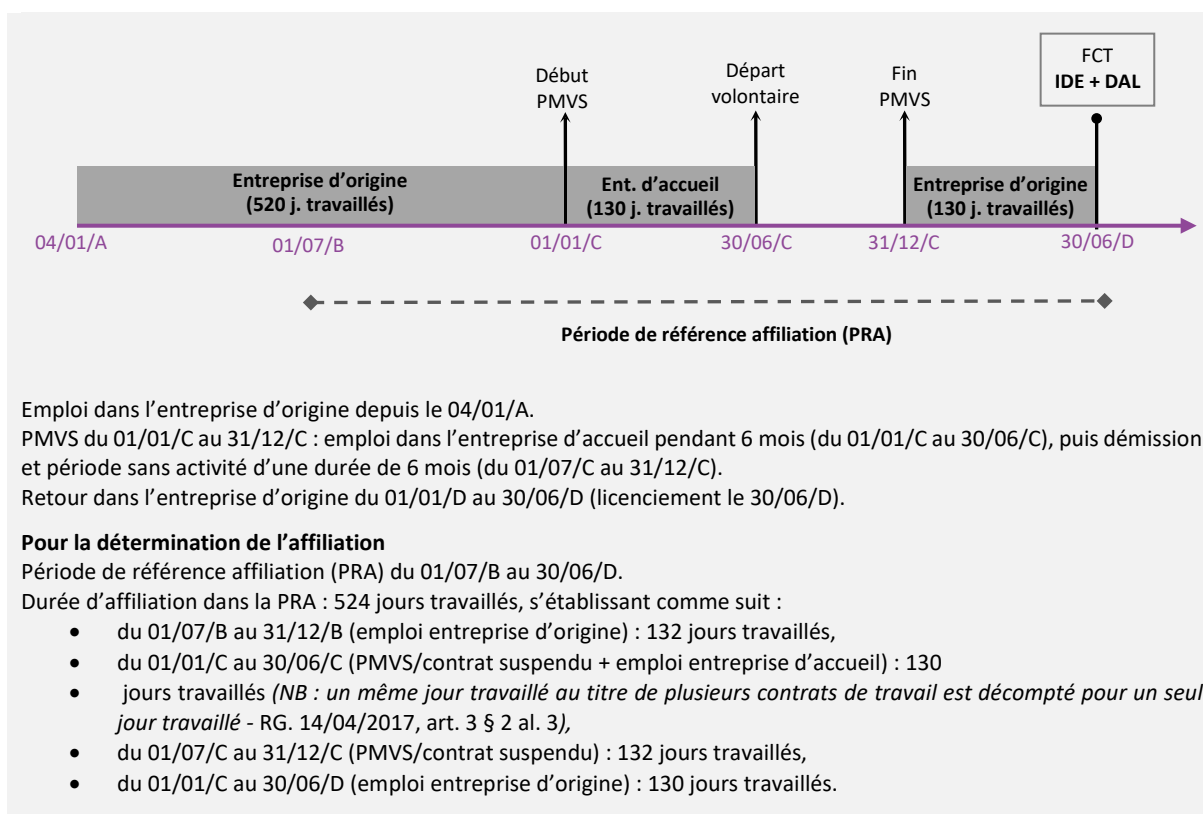 Début
PMVS
Départ
volontaire
Fin
PMVS
FCT
IDE + DAL
Entreprise d'origine
(520 j. travaillés)
Ent. d'accueil
(130 j. travaillés)
Entreprise d'origine
(130 j. travaillés)
04/01/A
01/07/B
01/01/C
30/06/C
31/12/C
30/06/D
Période de référence affiliation (PRA)
Emploi dans l'entreprise d'origine depuis le 04/01/A.
PMVS du 01/01/C au 31/12/C : emploi dans l'entreprise d'accueil pendant 6 mois (du 01/01/C au 30/06/C), puis démission
et période sans activité d'une durée de 6 mois (du 01/07/C au 31/12/C).
Retour dans l'entreprise d'origine du 01/01/D au 30/06/D (licenciement le 30/06/D).
Pour la détermination de l'affiliation
Période de référence affiliation (PRA) du 01/07/B au 30/06/D.
Durée d'affiliation dans la PRA : 524 jours travaillés, s'établissant comme suit :
• du 01/07/B au 31/12/B (emploi entreprise d'origine) : 132 jours travaillés,
• du 01/01/C au 30/06/C (PMVS/contrat suspendu + emploi entreprise d'accueil) : 130
• jours travaillés (NB : un même jour travaillé au titre de plusieurs contrats de travail est décompté pour un seul
jour travaillé - RG. 14/04/2017, art. 3 § 2 al. 3),
• du 01/07/C au 31/12/C (PMVS/contrat suspendu) : 132 jours travaillés,
• du 01/01/C au 30/06/D (emploi entreprise d'origine) : 130 jours travaillés.